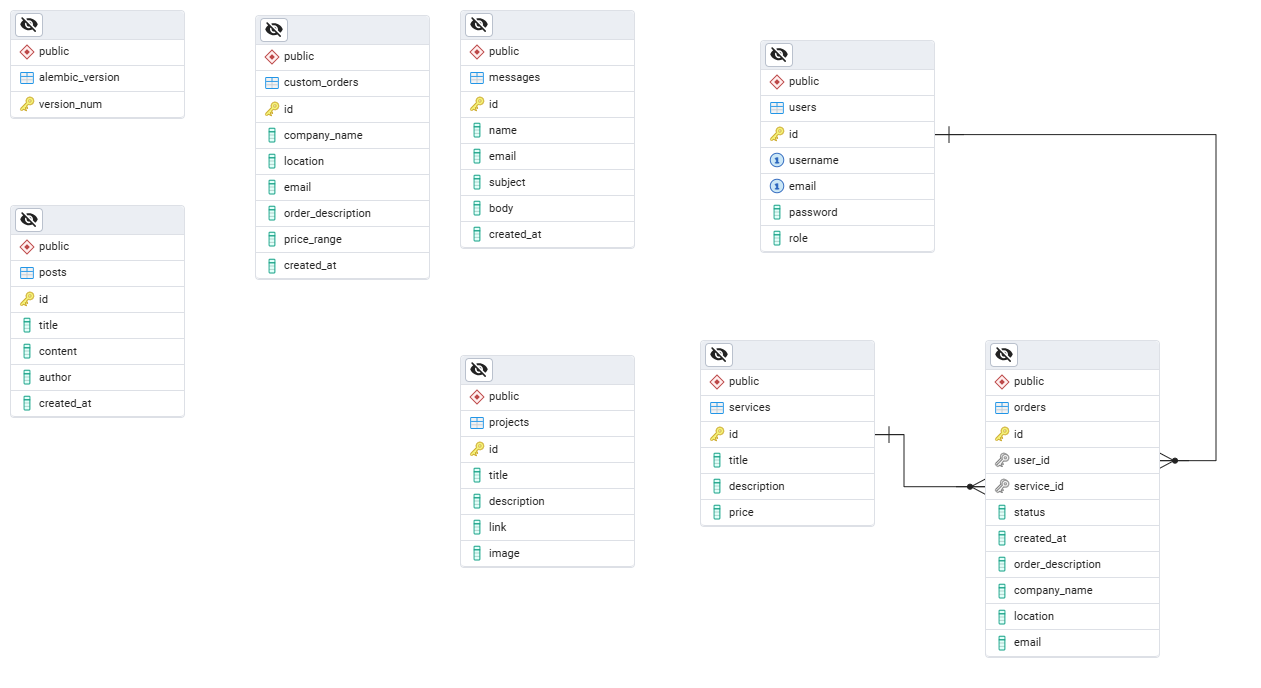 public
alembic_version
version_num
public
custom_orders
id
company_name
location
email
order_description
price_range
created_at
public
messages
id
name
email
subject
body
created_at
public
users
id
1 username
1 email
password
role
public
posts
id
title
content
author
created_at
public
projects
id
title
description
link
image
public
services
id
title
description
price
public
orders
id
user_id
service_id
status
created_at
order_description
company_name
location
email